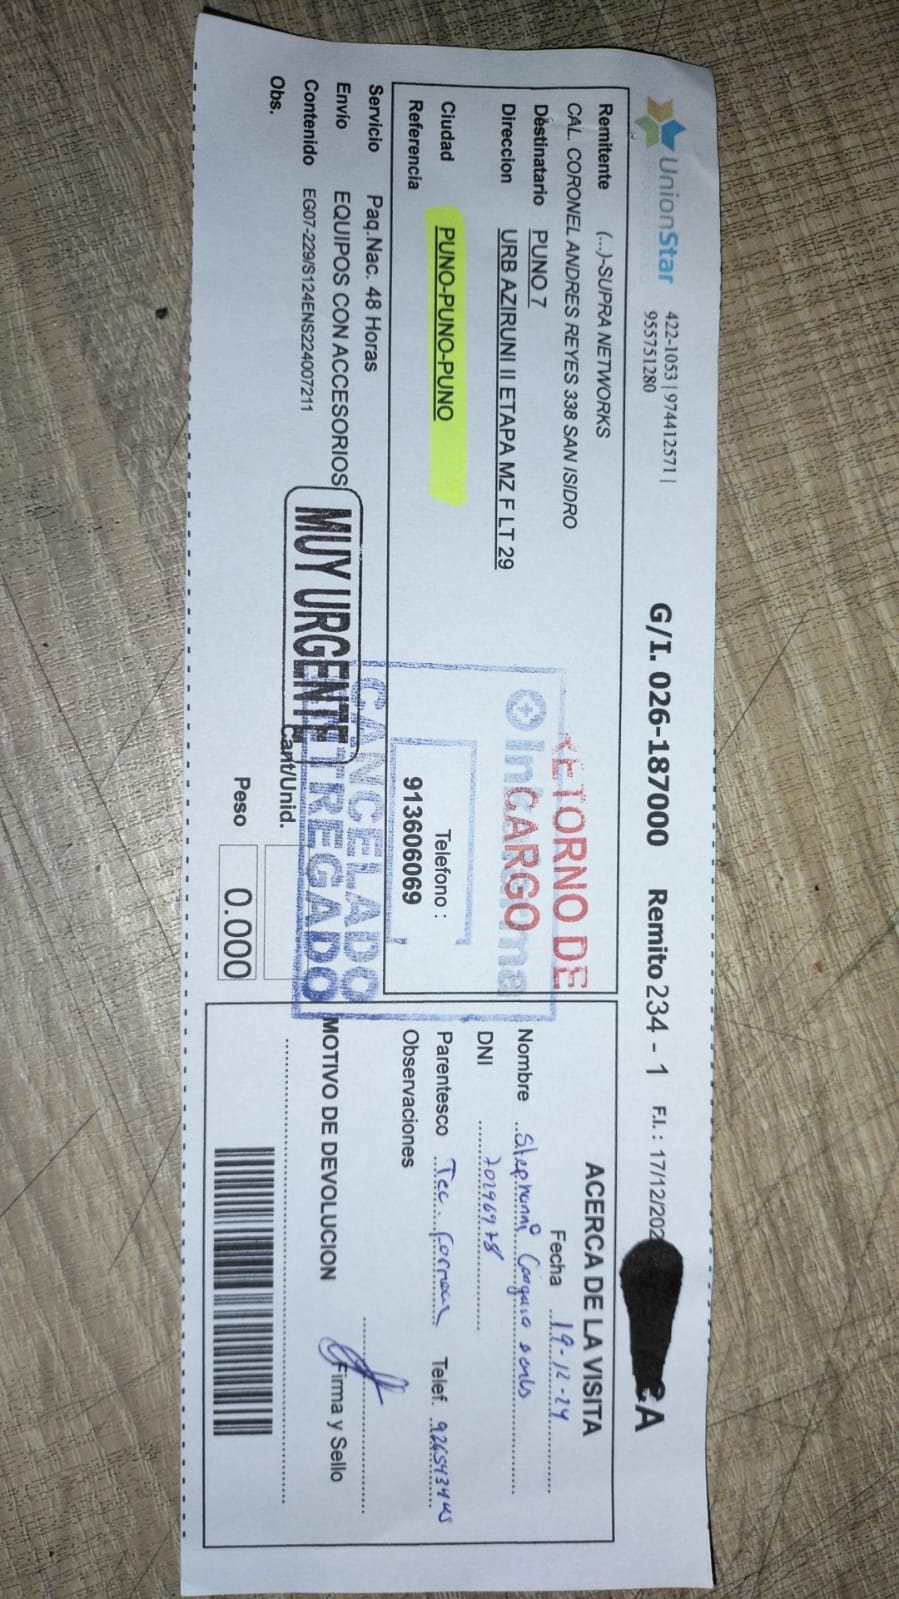 UnionStar
422-1053 | 974412571 |
955751280
G/I. 026-187000 Remito 234 - 1 F.I.: 17/12/202
Remitente (...)-SUPRA NETWORKS
CAL. CORONEL ANDRES REYES 338 SAN ISIDRO
Destinatario PUNO 7
Direccion URB AZIRUNI II ETAPA MZ F LT 29
Ciudad PUNO-PUNO-PUNO
Referencia
Telefono :
913606069
RETORNO DE
CARGO
Servicio Paq.Nac. 48 Horas
Envio EQUIPOS CON ACCESORIOS
Contenido EG07-229/S124ENS224007211
Obs.
MUY URGENTE
CANCELADO
ENTREGADO
Cant/Unid.
Peso 0.000
ACERCA DE LA VISITA
Fecha 19-12-24
Nombre
DNI 70296978
Parentesco Tec.
Telef.
Observaciones
MOTIVO DE DEVOLUCION
Firma y Sello